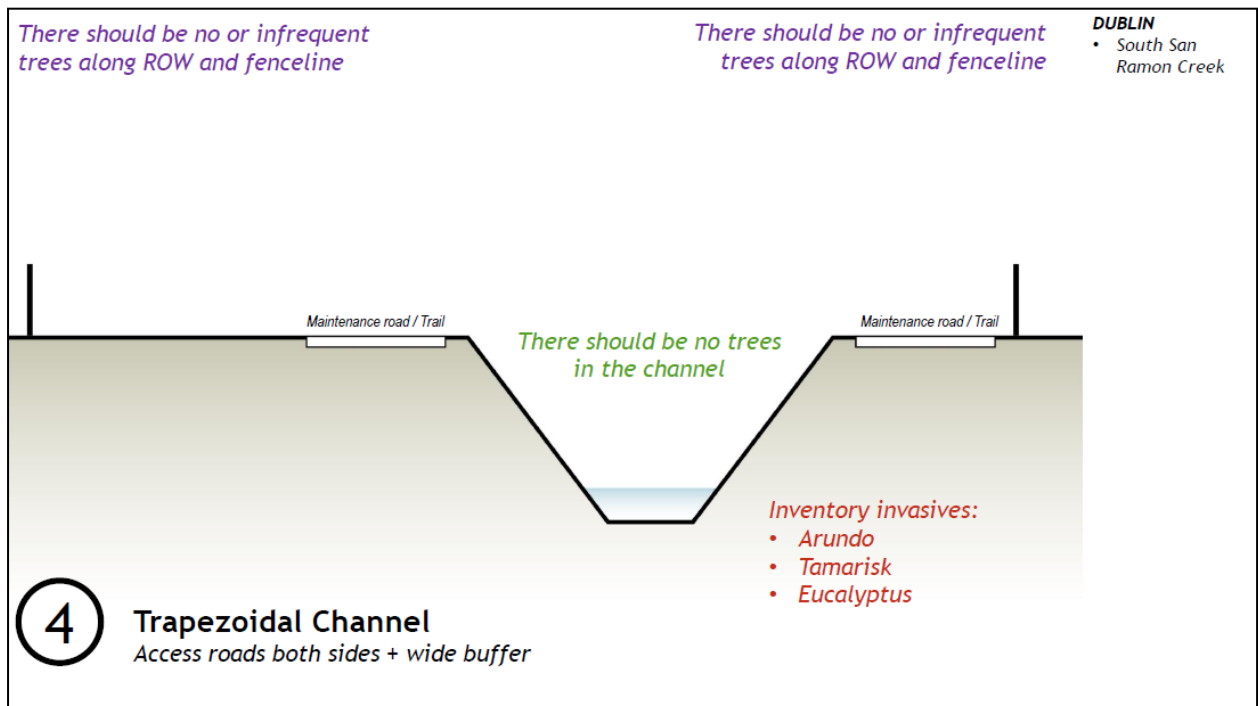 There should be no or infrequent
trees along ROW and fenceline
There should be no or infrequent
trees along ROW and fenceline
DUBLIN
• South San
Ramon Creek
Maintenance road / Trail
Maintenance road / Trail
There should be no trees
in the channel
Inventory invasives:
• Arundo
• Tamarisk
• Eucalyptus
4
Trapezoidal Channel
Access roads both sides + wide buffer